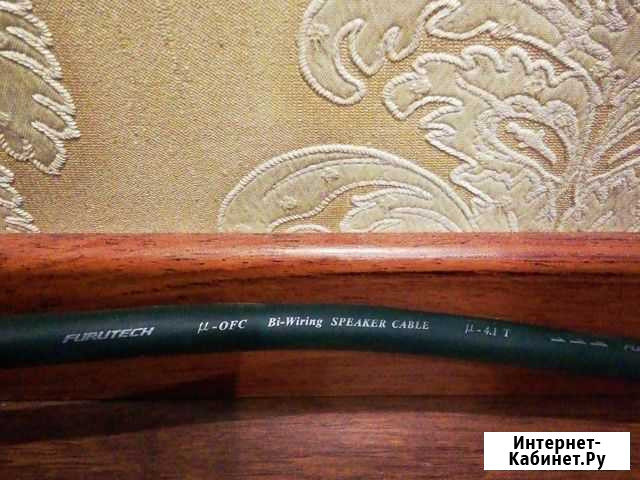 FURUTECH μ-OFC Bi-Wiring SPEAKER CABLE μ-4.1 T
Интернет-
Кабинет.Ру